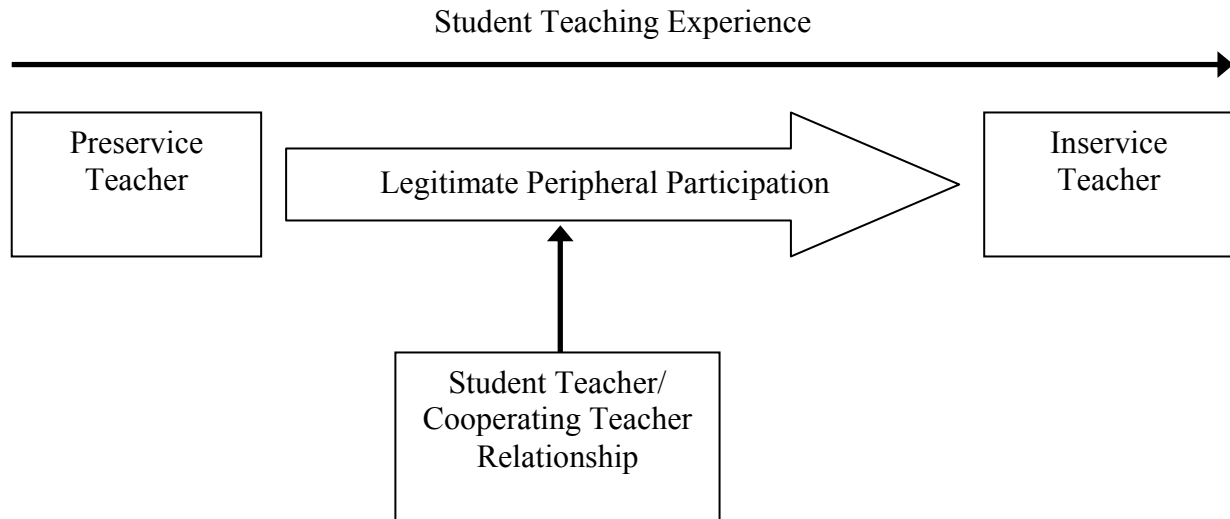 Student Teaching Experience
Preservice
Teacher
Legitimate Peripheral Participation
Inservice
Teacher
Student Teacher/
Cooperating Teacher
Relationship